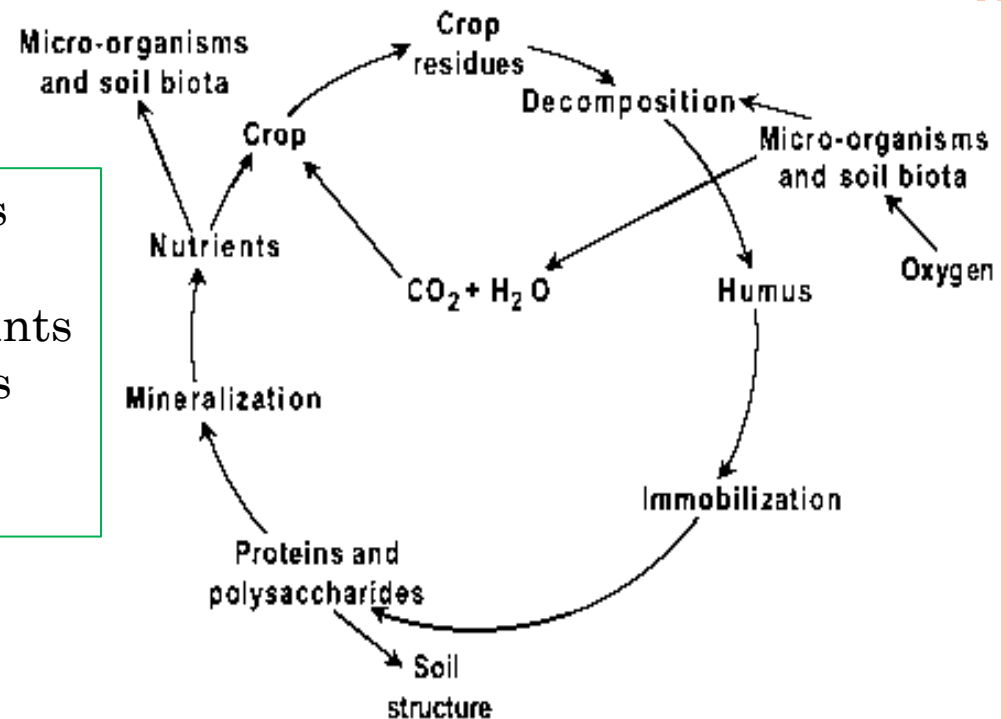 Crop
residues
Micro-organisms
and soil biota
Decomposition
Crop
Micro-organisms
and soil biota
Nutrients
Oxygen
CO₂ + H₂O
Humus
Mineralization
Immobilization
Proteins and
polysaccharides
Soil
structure